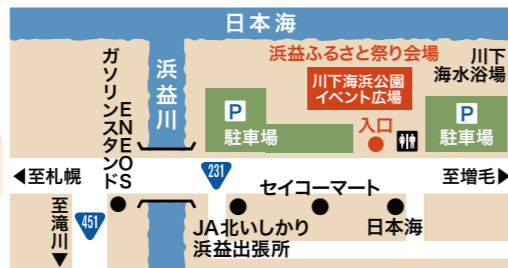 日本海
浜益ふるさと祭り会場
川下海浜公園
イベント広場
川下
海水浴場
ガソリンスタンド
ENEOS
浜益川
P
駐車場
入口
P
駐車場
◀至札幌
231
至増毛▶
セイコーマート
至滝川▼
451
JA北いしかり
浜益出張所
日本海